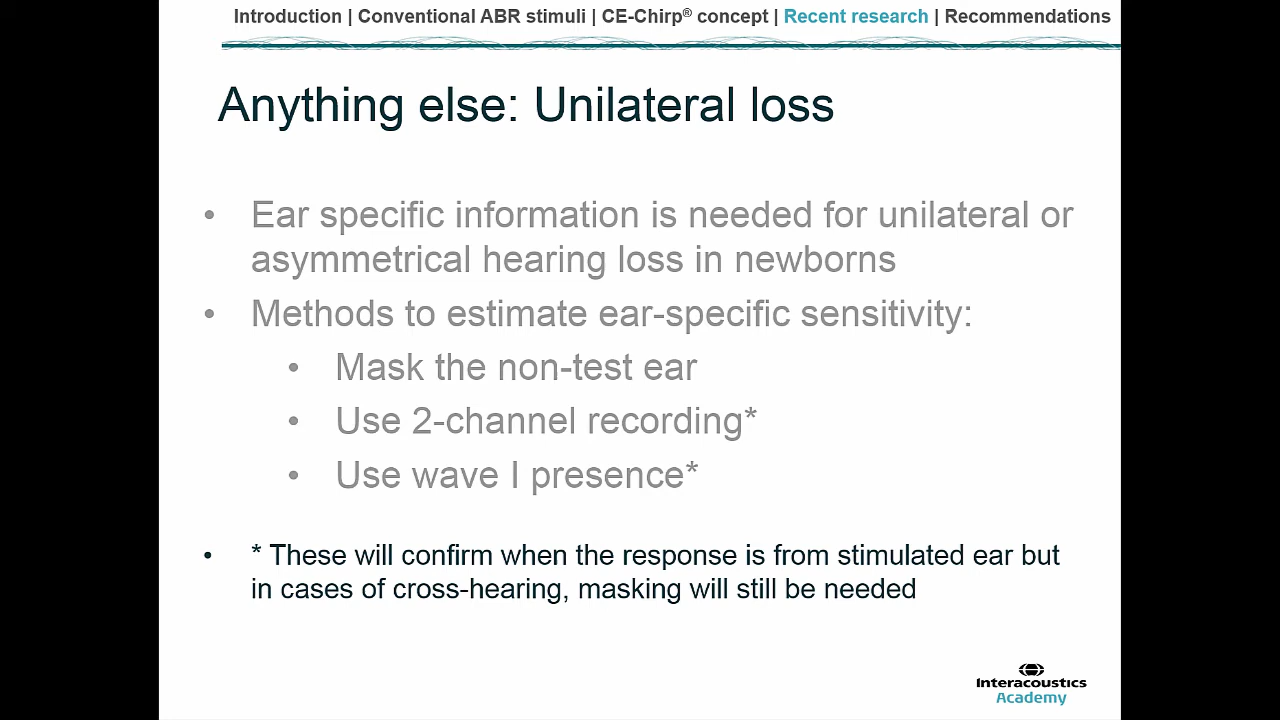 Introduction | Conventional ABR stimuli | CE-Chirp® concept | Recent research | Recommendations
Anything else: Unilateral loss
• Ear specific information is needed for unilateral or
asymmetrical hearing loss in newborns
• Methods to estimate ear-specific sensitivity:
• Mask the non-test ear
• Use 2-channel recording*
• Use wave I presence*
• * These will confirm when the response is from stimulated ear but
in cases of cross-hearing, masking will still be needed
Interacoustics
Academy